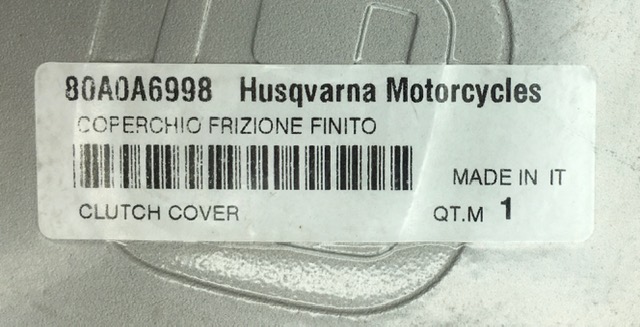 80A0A6998 Husqvarna Motorcycles
COPERCHIO FRIZIONE FINITO
MADE IN IT
CLUTCH COVER QT.M 1